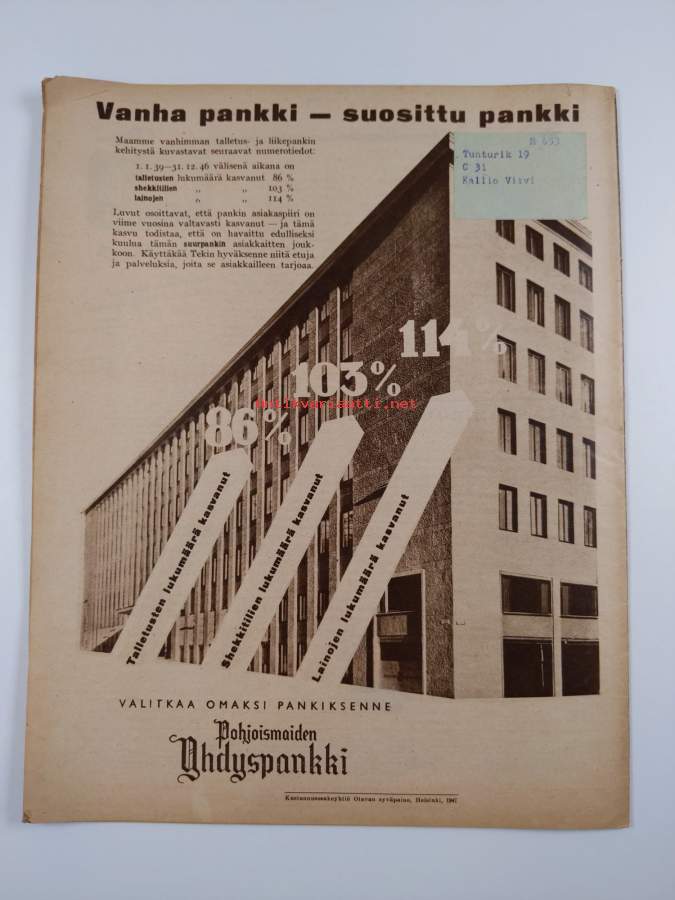 Vanha pankki — suosittu pankki
Maamme vanhimman talletus- ja liikepankin
kehitystä kuvastavat seuraavat numerotiedot:
1. 1. 39—31. 12. 46 välisenä aikana on
talletusten lukumäärä kasvanut 86 %
shekkitilien „ „ 103 %
lainojen „ „ 114 %
Luvut osoittavat, että pankin asiakaspiiri on
viime vuosina valtavasti kasvanut — ja tämä
kasvu todistaa, että on havaittu edulliseksi
kuulua tämän suurpankin asiakkaitten jouk-
koon. Käyttäkää Tekin hyväksenne niitä etuja
ja palveluksia, joita se asiakkailleen tarjoaa.
Tunturik 19
C 31
Kallio Viivi
114%
103%
86%
Talletusten lukumäärä kasvanut
Shekkitilien lukumäärä kasvanut
Lainojen lukumäärä kasvanut
VALITKAA OMAKSI PANKIKSENNE
Pohjoismaiden
Yhdyspankki
Kustannusosakeyhtiö Otavan syväpaino, Helsinki, 1947